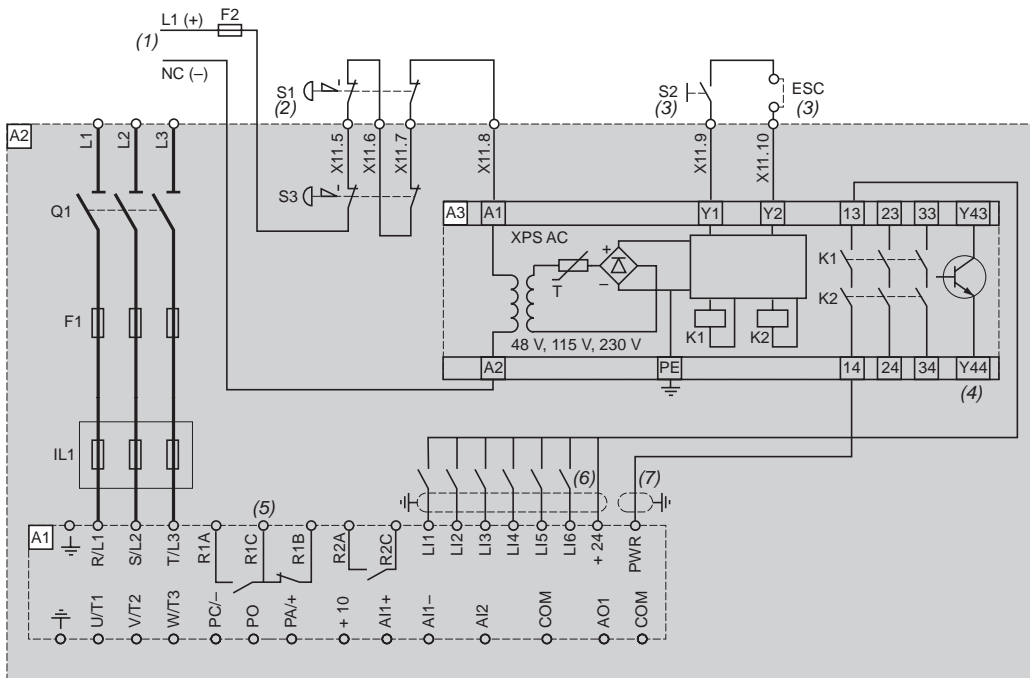 L1 (+)
F2
(1)
NC (–)
S1
(2)
S2
(3)
ESC
(3)
A2
L1
L2
L3
X11.5
X11.6
X11.7
X11.8
X11.9
X11.10
Q1
S3
A3
A1
Y1
Y2
13
23
33
Y43
XPS AC
+
–
T
K1
K2
K1
K2
F1
48 V, 115 V, 230 V
A2
PE
14
24
34
Y44
(4)
IL1
(5)
(6)
(7)
A1
R/L1
S/L2
T/L3
R1A
R1C
R1B
R2A
R2C
LI1
LI2
LI3
LI4
LI5
LI6
+ 24
PWR
U/T1
V/T2
W/T3
PC/-
PO
PA/+
+ 10
AI1+
AI1–
AI2
COM
AO1
COM